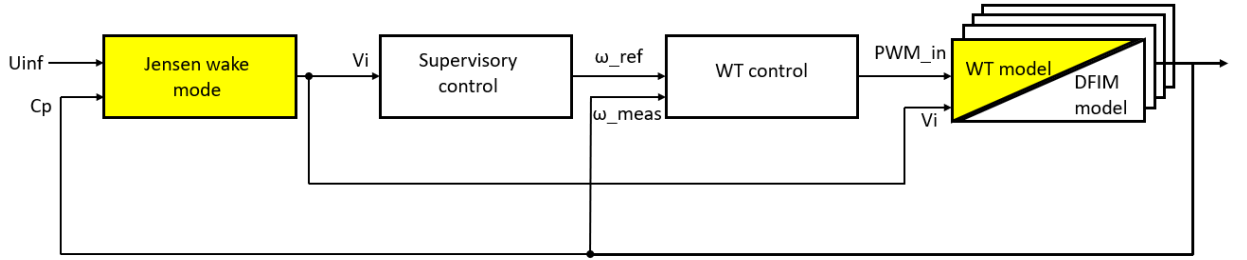 Uinf
Cp
Jensen wake
mode
Vi
Supervisory
control
ω_ref
ω_meas
WT control
PWM_in
Vi
WT model
DFIM
model